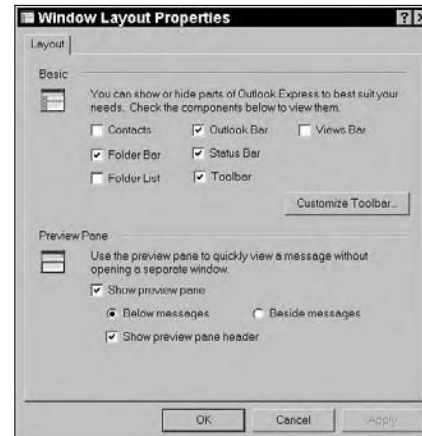 Window Layout Properties
Layout
Basic
You can show or hide parts of Outlook Express to best suit your
needs. Check the components below to view them.
Contacts Outlook Bar Views Bar
Folder Bar Status Bar
Folder List Toolbar
Customize Toolbar...
Preview Pane
Use the preview pane to quickly view a message without
opening a separate window.
Show preview pane
Below messages Beside messages
Show preview pane header
OK Cancel Apply